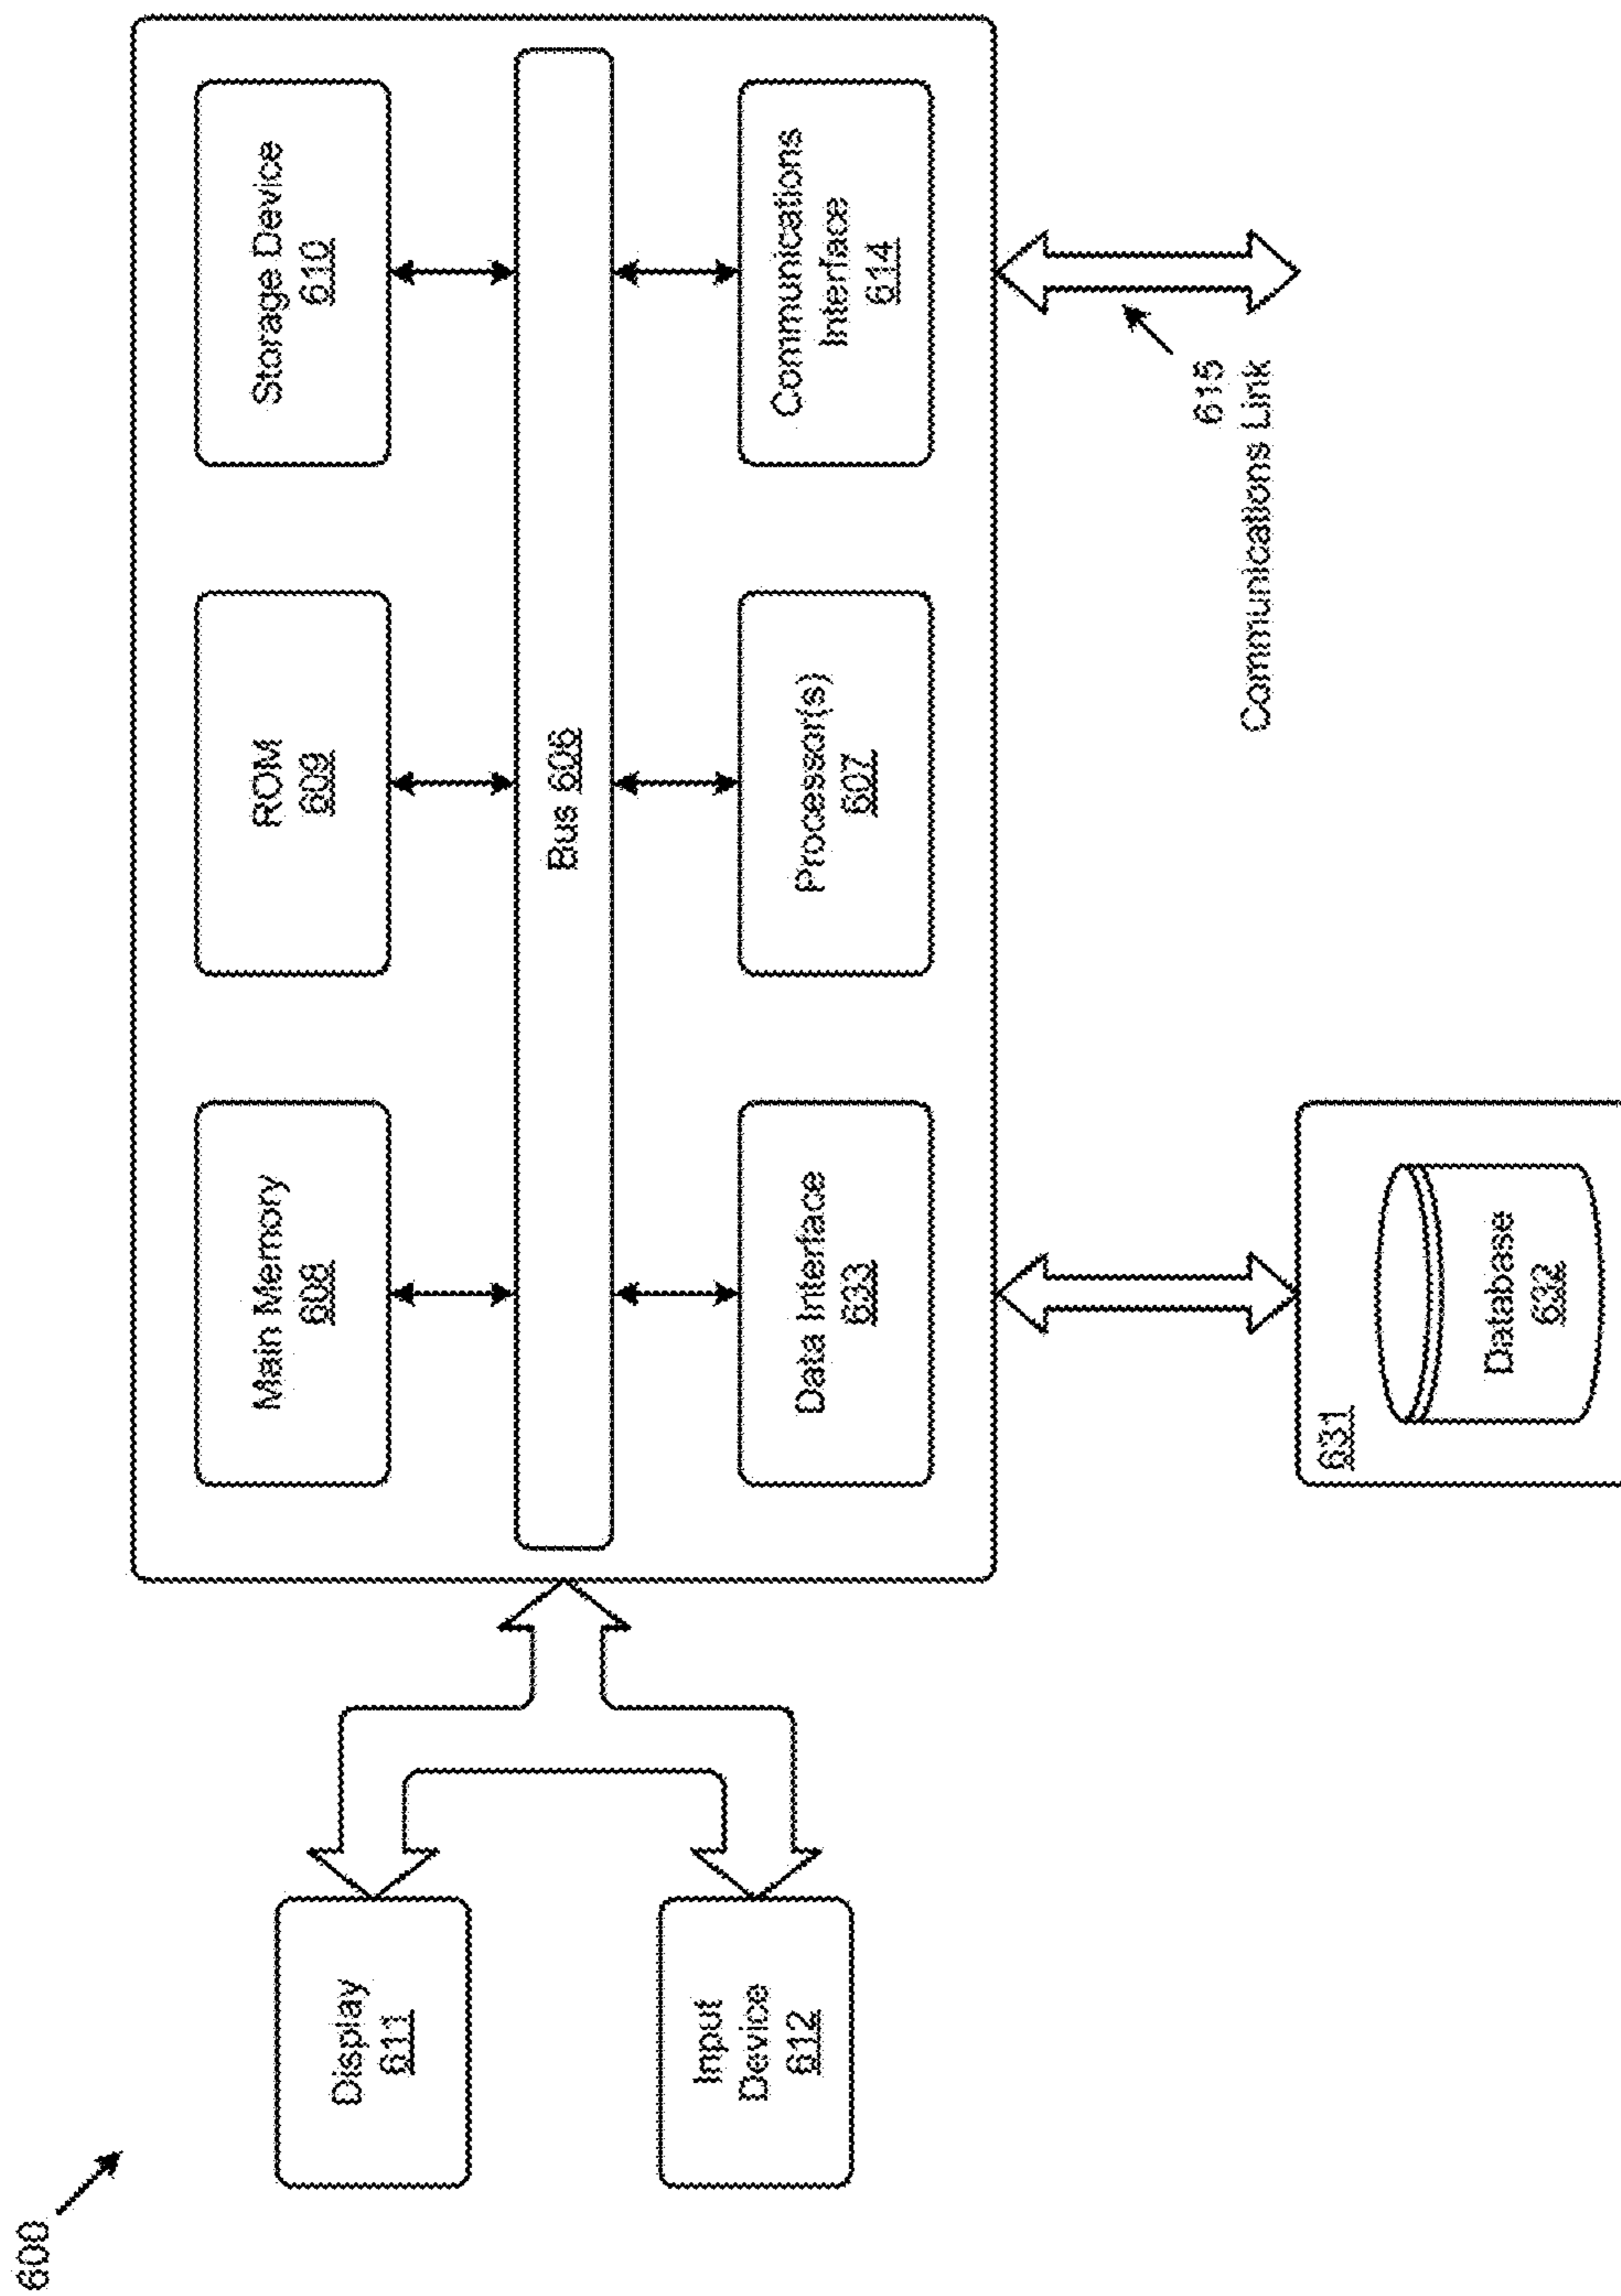 600
Display
611
Input
Device
612
Main Memory
608
ROM
609
Storage Device
610
Bus 606
Data Interface
633
Processor(s)
607
Communications
Interface
614
615
Communications Link
631
Database
632